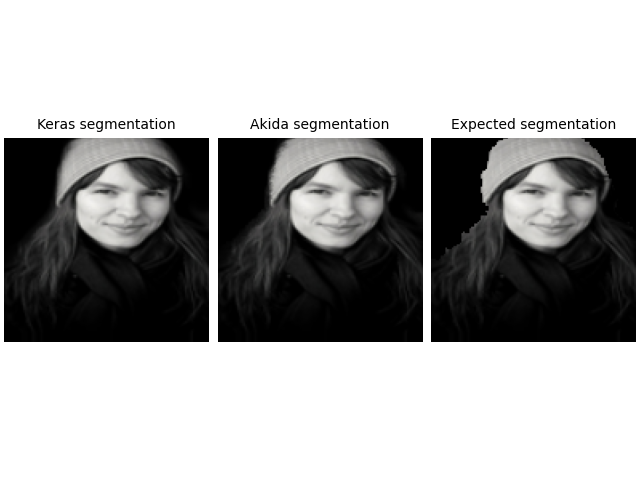 Keras segmentation
Akida segmentation
Expected segmentation